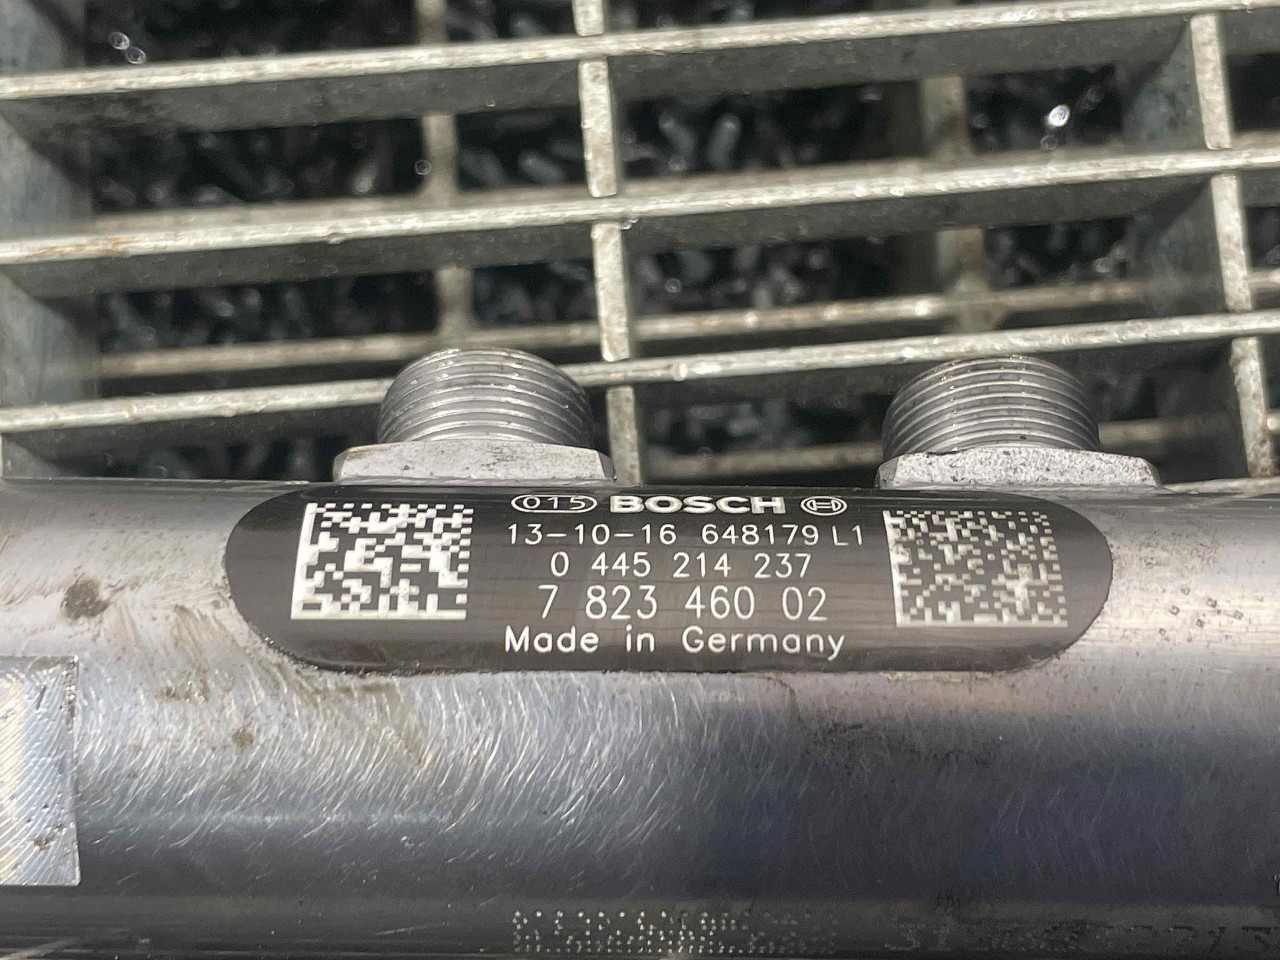 015 BOSCH
13-10-16 648179 L1
0 445 214 237
7 823 460 02
Made in Germany